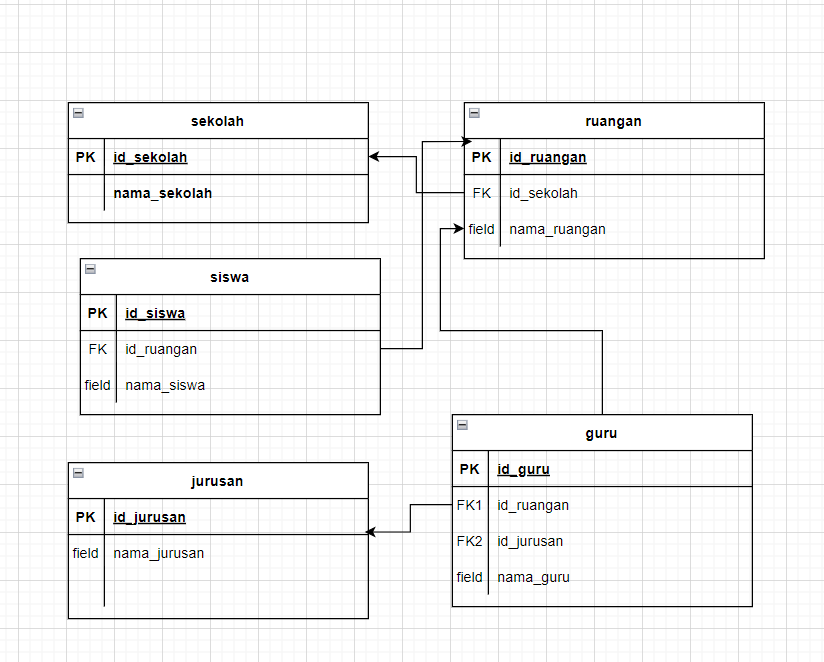 sekolah
PK id_sekolah
nama_sekolah
ruangan
PK id_ruangan
FK id_sekolah
field nama_ruangan
siswa
PK id_siswa
FK id_ruangan
field nama_siswa
guru
PK id_guru
FK1 id_ruangan
FK2 id_jurusan
field nama_guru
jurusan
PK id_jurusan
field nama_jurusan